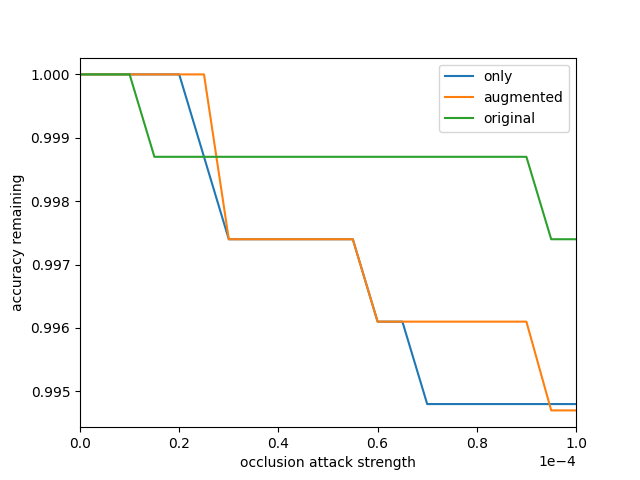 1.000
0.999
0.998
0.997
0.996
0.995
accuracy remaining
only
augmented
original
0.0 0.2 0.4 0.6 0.8 1.0
occlusion attack strength
1e−4